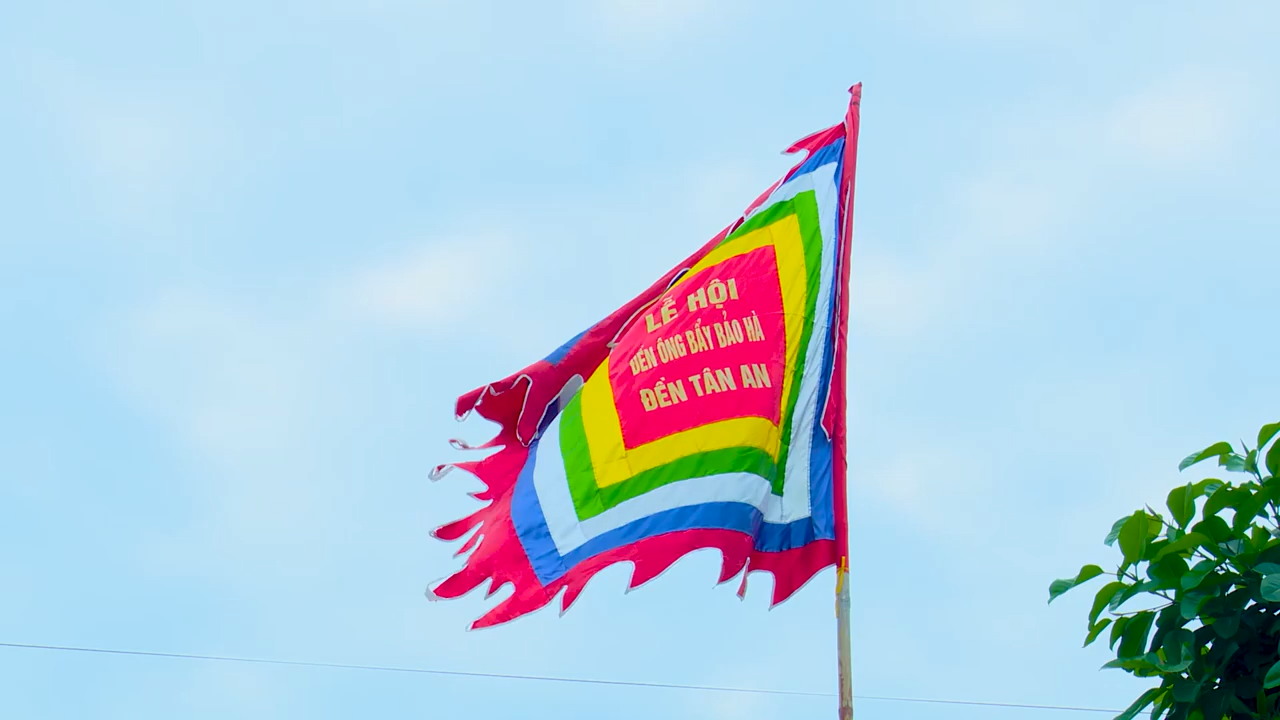 LỄ HỘI
ĐỀN ÔNG BẨY BẢO HÀ
ĐỀN TÂN AN